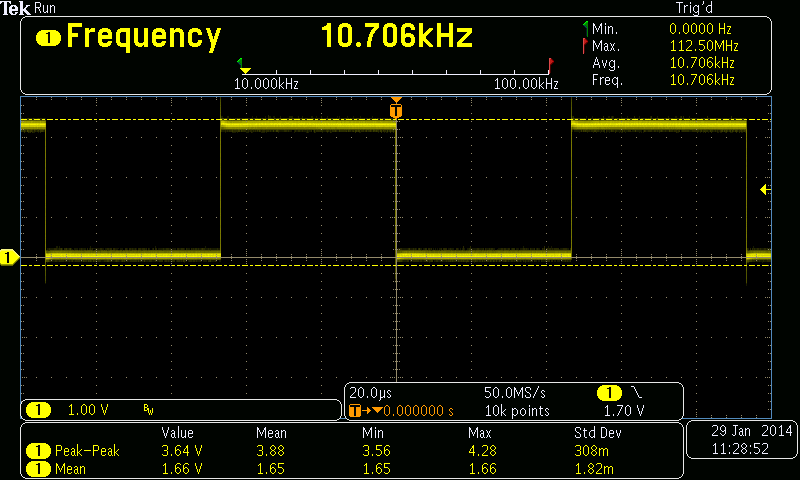 Tek Run Trig'd
1 Frequency 10.706kHz
10.000kHz 100.00kHz
Min. 0.0000 Hz
Max. 112.50MHz
Avg. 10.706kHz
Freq. 10.706kHz
T
1
1 1.00 V BW
20.0µs 50.0MS/s 1
T→▼0.000000 s 10k points 1.70 V
Value Mean Min Max Std Dev
1 Peak-Peak 3.64 V 3.88 3.56 4.28 308m
1 Mean 1.66 V 1.65 1.65 1.66 1.82m
29 Jan 2014
11:28:52